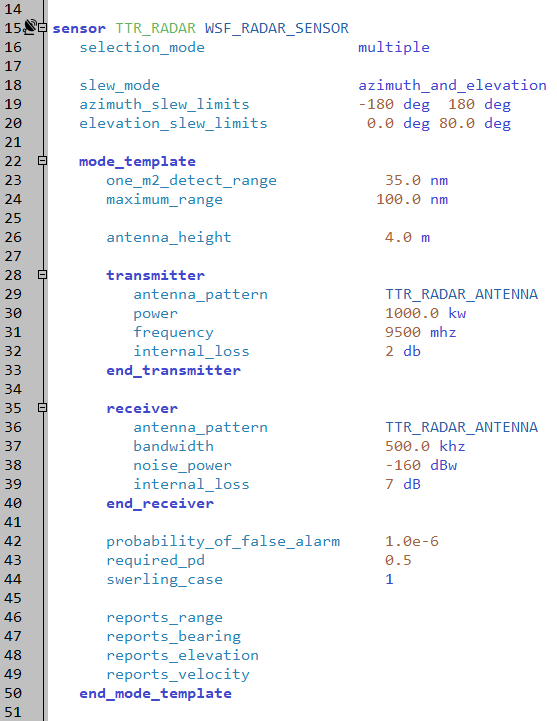 14
15 sensor TTR_RADAR WSF_RADAR_SENSOR
16 selection_mode multiple
17
18 slew_mode azimuth_and_elevation
19 azimuth_slew_limits -180 deg 180 deg
20 elevation_slew_limits 0.0 deg 80.0 deg
21
22 mode_template
23 one_m2_detect_range 35.0 nm
24 maximum_range 100.0 nm
25
26 antenna_height 4.0 m
27
28 transmitter
29 antenna_pattern TTR_RADAR_ANTENNA
30 power 1000.0 kw
31 frequency 9500 mhz
32 internal_loss 2 db
33 end_transmitter
34
35 receiver
36 antenna_pattern TTR_RADAR_ANTENNA
37 bandwidth 500.0 khz
38 noise_power -160 dBw
39 internal_loss 7 dB
40 end_receiver
41
42 probability_of_false_alarm 1.0e-6
43 required_pd 0.5
44 swerling_case 1
45
46 reports_range
47 reports_bearing
48 reports_elevation
49 reports_velocity
50 end_mode_template
51